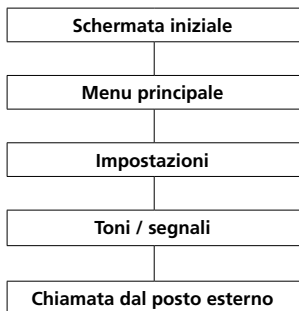 Schermata iniziale
Menu principale
Impostazioni
Toni / segnali
Chiamata dal posto esterno